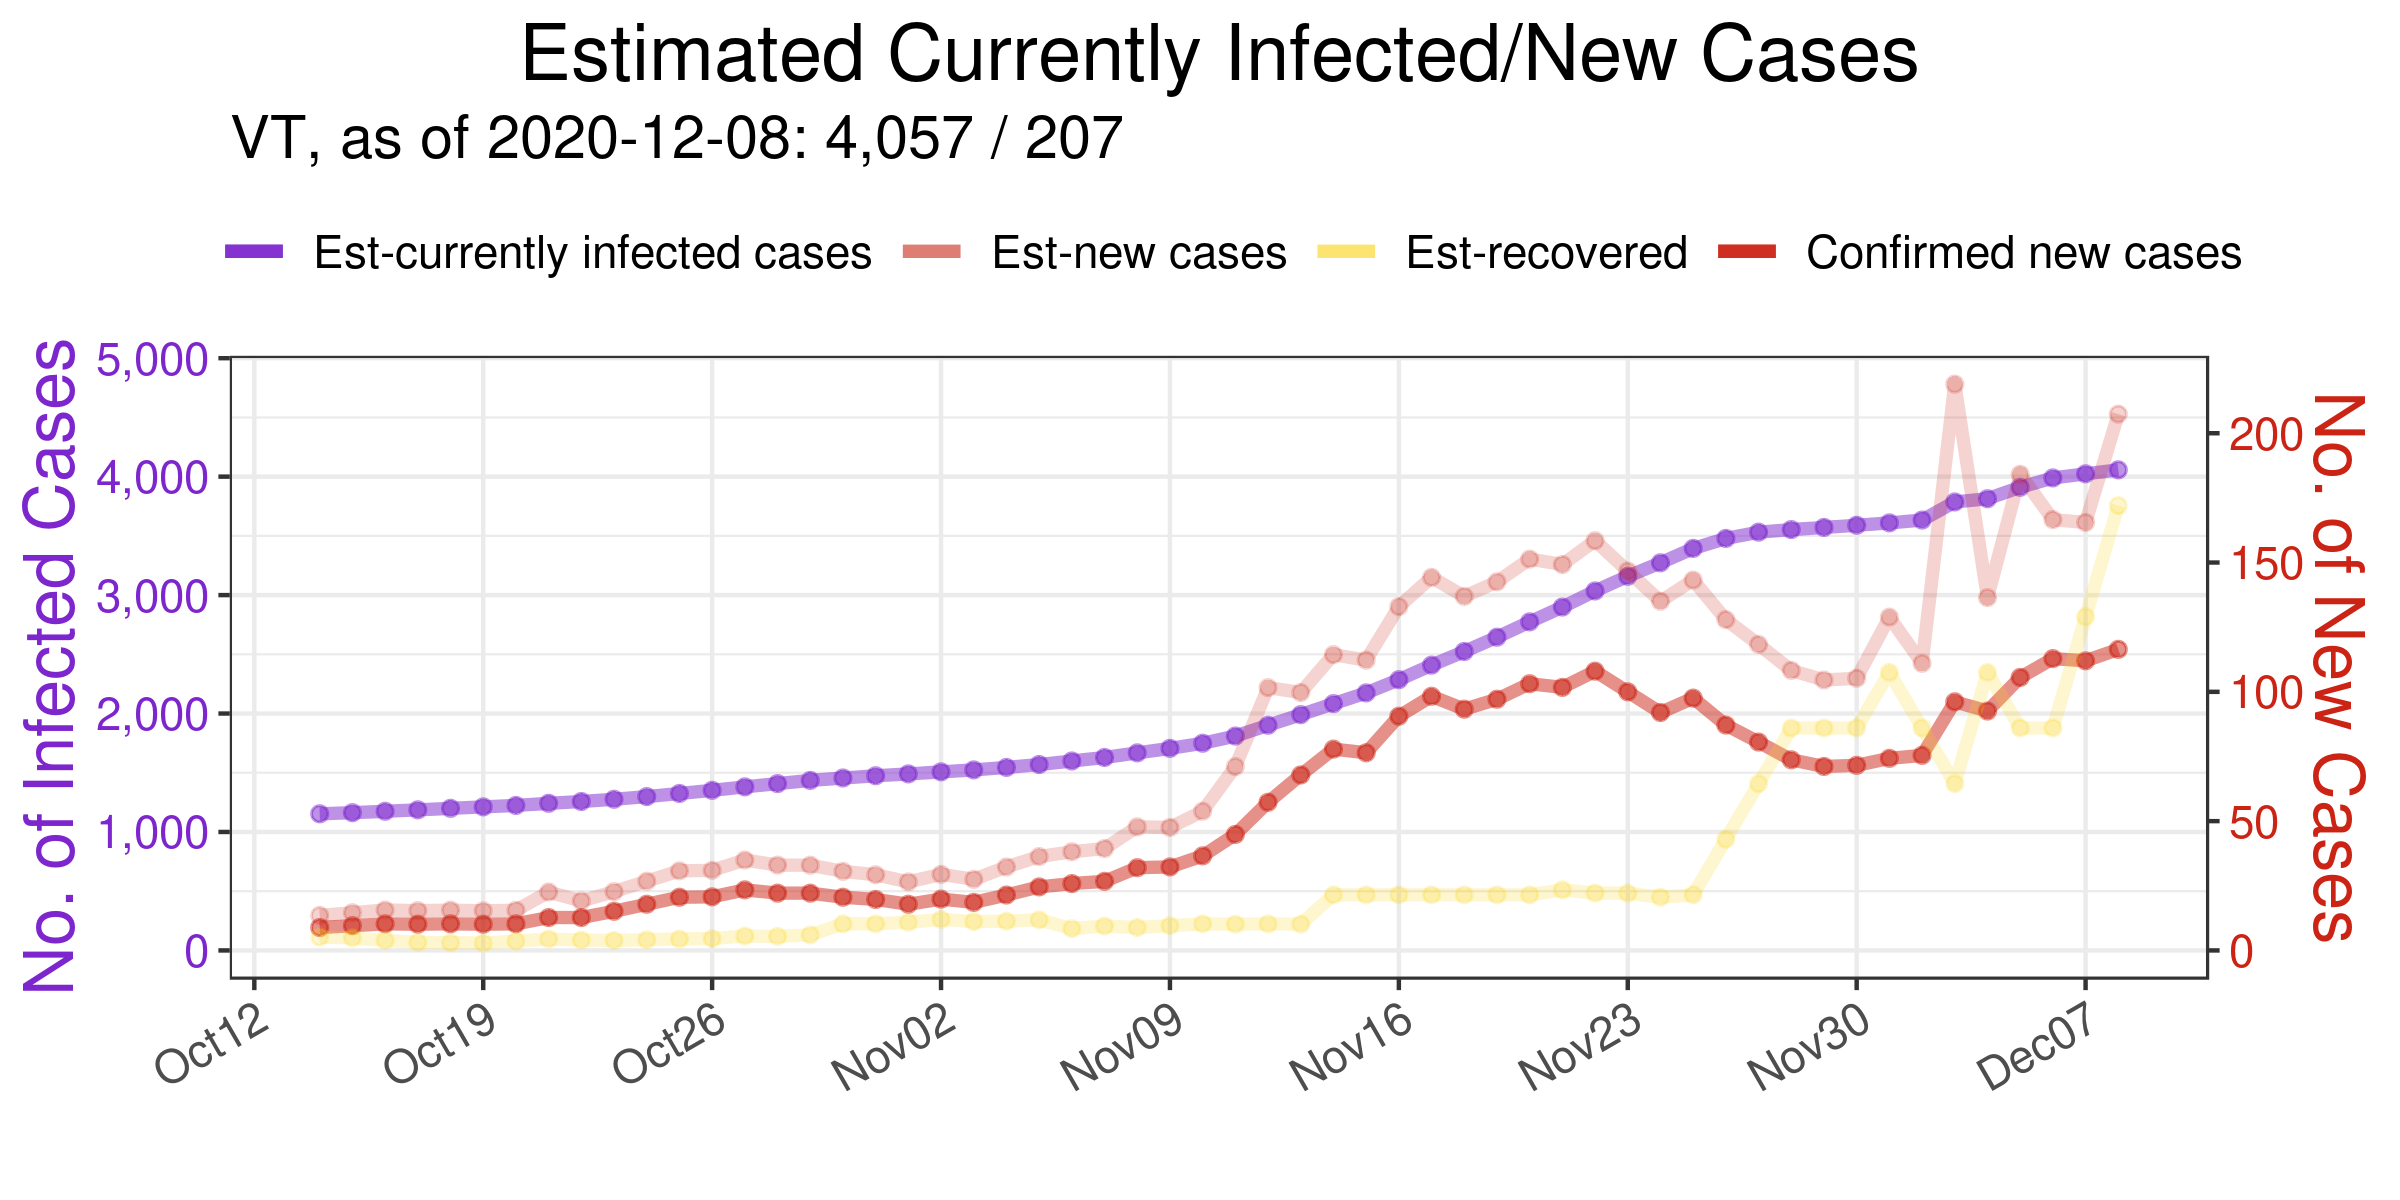 Estimated Currently Infected/New Cases
VT, as of 2020-12-08: 4,057 / 207
Est-currently infected cases Est-new cases Est-recovered Confirmed new cases
No. of Infected Cases
5,000
4,000
3,000
2,000
1,000
0
200
150
100
50
0
No. of New Cases
Oct12 Oct19 Oct26 Nov02 Nov09 Nov16 Nov23 Nov30 Dec07